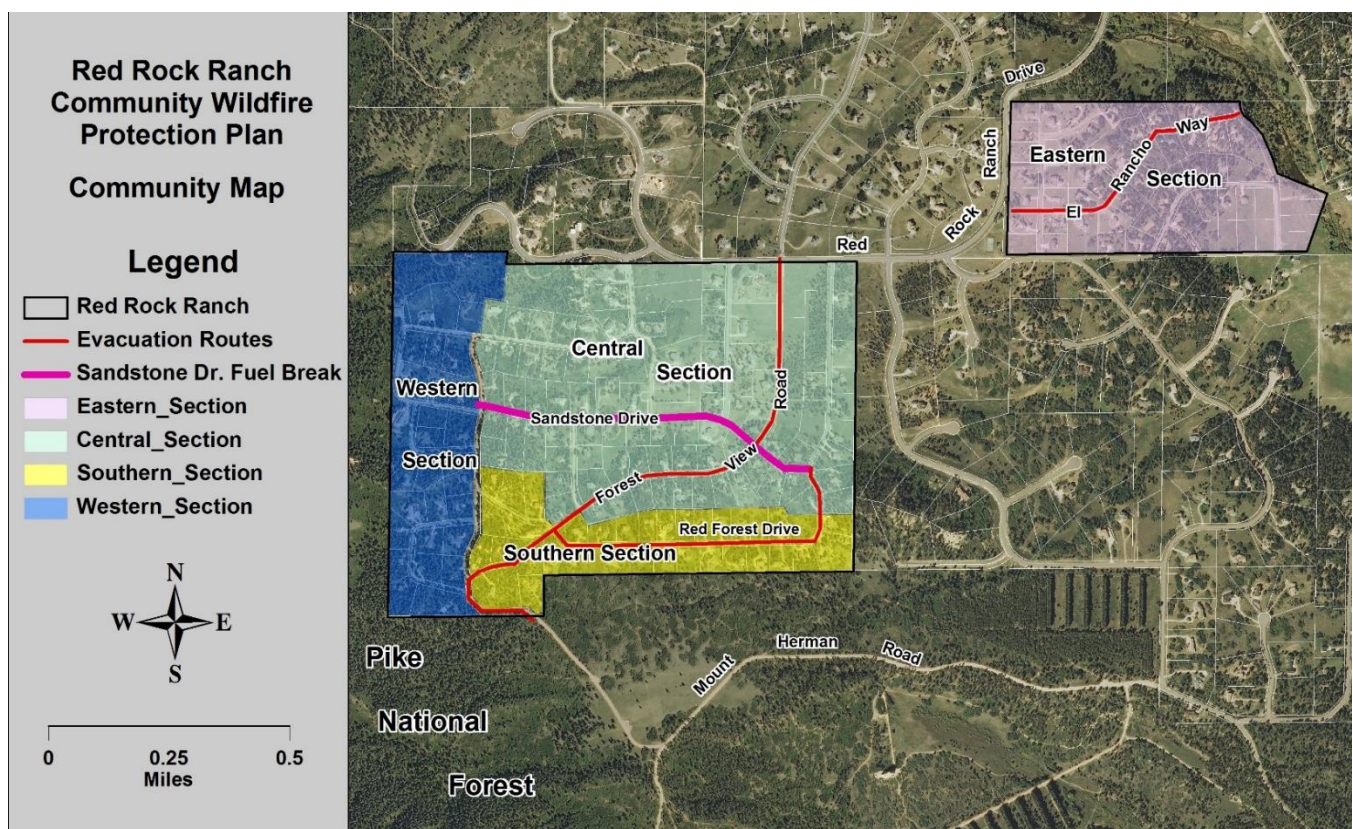 Red Rock Ranch
Community Wildfire
Protection Plan
Community Map
Legend
Red Rock Ranch
Evacuation Routes
Sandstone Dr. Fuel Break
Eastern_Section
Central_Section
Southern_Section
Western_Section
N
W
E
S
0
0.25
0.5
Miles
Drive
Ranch
Rock
Red
Eastern
Section
El
Rancho
Way
Central
Section
Road
Western
Section
Sandstone Drive
View
Forest
Red Forest Drive
Southern Section
Pike
National
Forest
Mount
Herman
Road